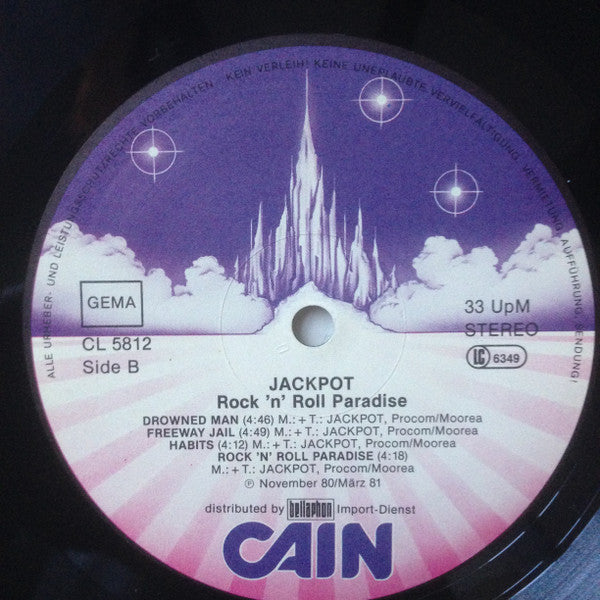 ALLE URHEBER- UND LEISTUNGSSCHUTZRECHTE VORBEHALTEN · KEIN VERLEIH! KEINE UNERLAUBTE VERVIELFÄLTIGUNG, VERMIETUNG, AUFFÜHRUNG, SENDUNG!
GEMA
CL 5812
Side B
33 UpM
STEREO
LC 6349
JACKPOT
Rock 'n' Roll Paradise
DROWNED MAN (4:46) M.: + T.: JACKPOT, Procom/Moorea
FREEWAY JAIL (4:49) M.: + T.: JACKPOT, Procom/Moorea
HABITS (4:12) M.: + T.: JACKPOT, Procom/Moorea
ROCK 'N' ROLL PARADISE (4:18)
M.: + T.: JACKPOT, Procom/Moorea
℗ November 80/März 81
distributed by bellaphon Import-Dienst
CAIN